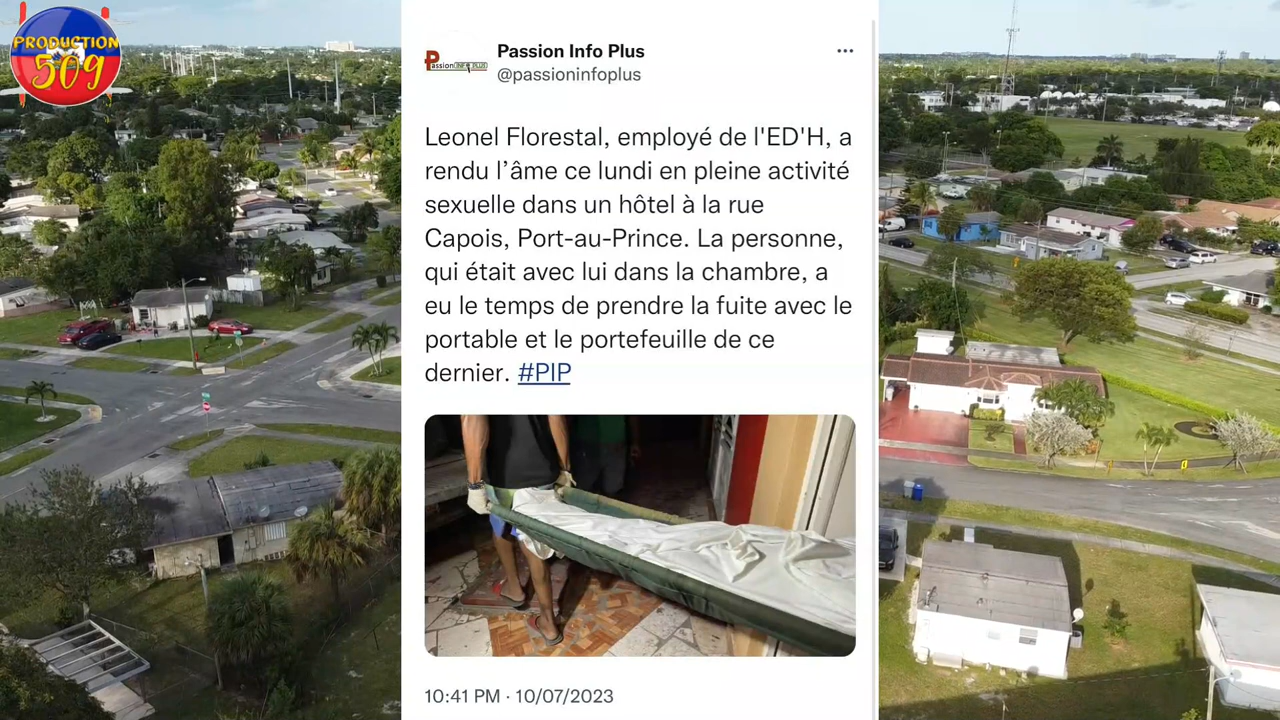 PRODUCTION
509
Passion Info Plus
@passioninfoplus
Passion INFO PLUS
Leonel Florestal, employé de l'ED'H, a
rendu l’âme ce lundi en pleine activité
sexuelle dans un hôtel à la rue
Capois, Port-au-Prince. La personne,
qui était avec lui dans la chambre, a
eu le temps de prendre la fuite avec le
portable et le portefeuille de ce
dernier. #PIP
10:41 PM · 10/07/2023